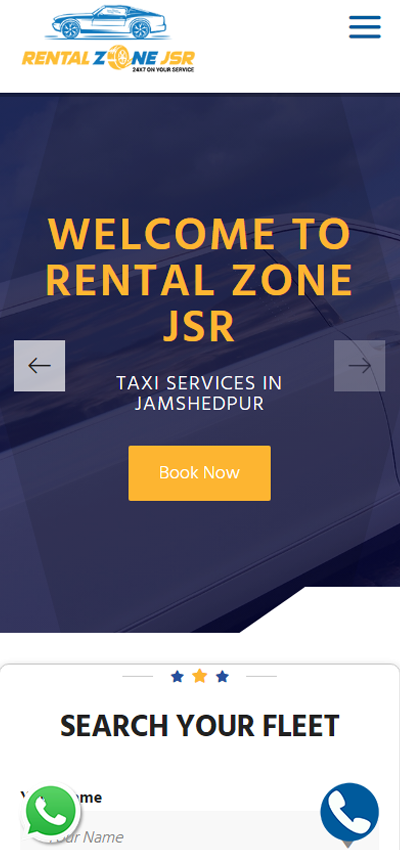 RENTAL ZONE JSR
24X7 ON YOUR SERVICE
WELCOME TO
RENTAL ZONE
JSR
TAXI SERVICES IN
JAMSHEDPUR
Book Now
SEARCH YOUR FLEET
Name